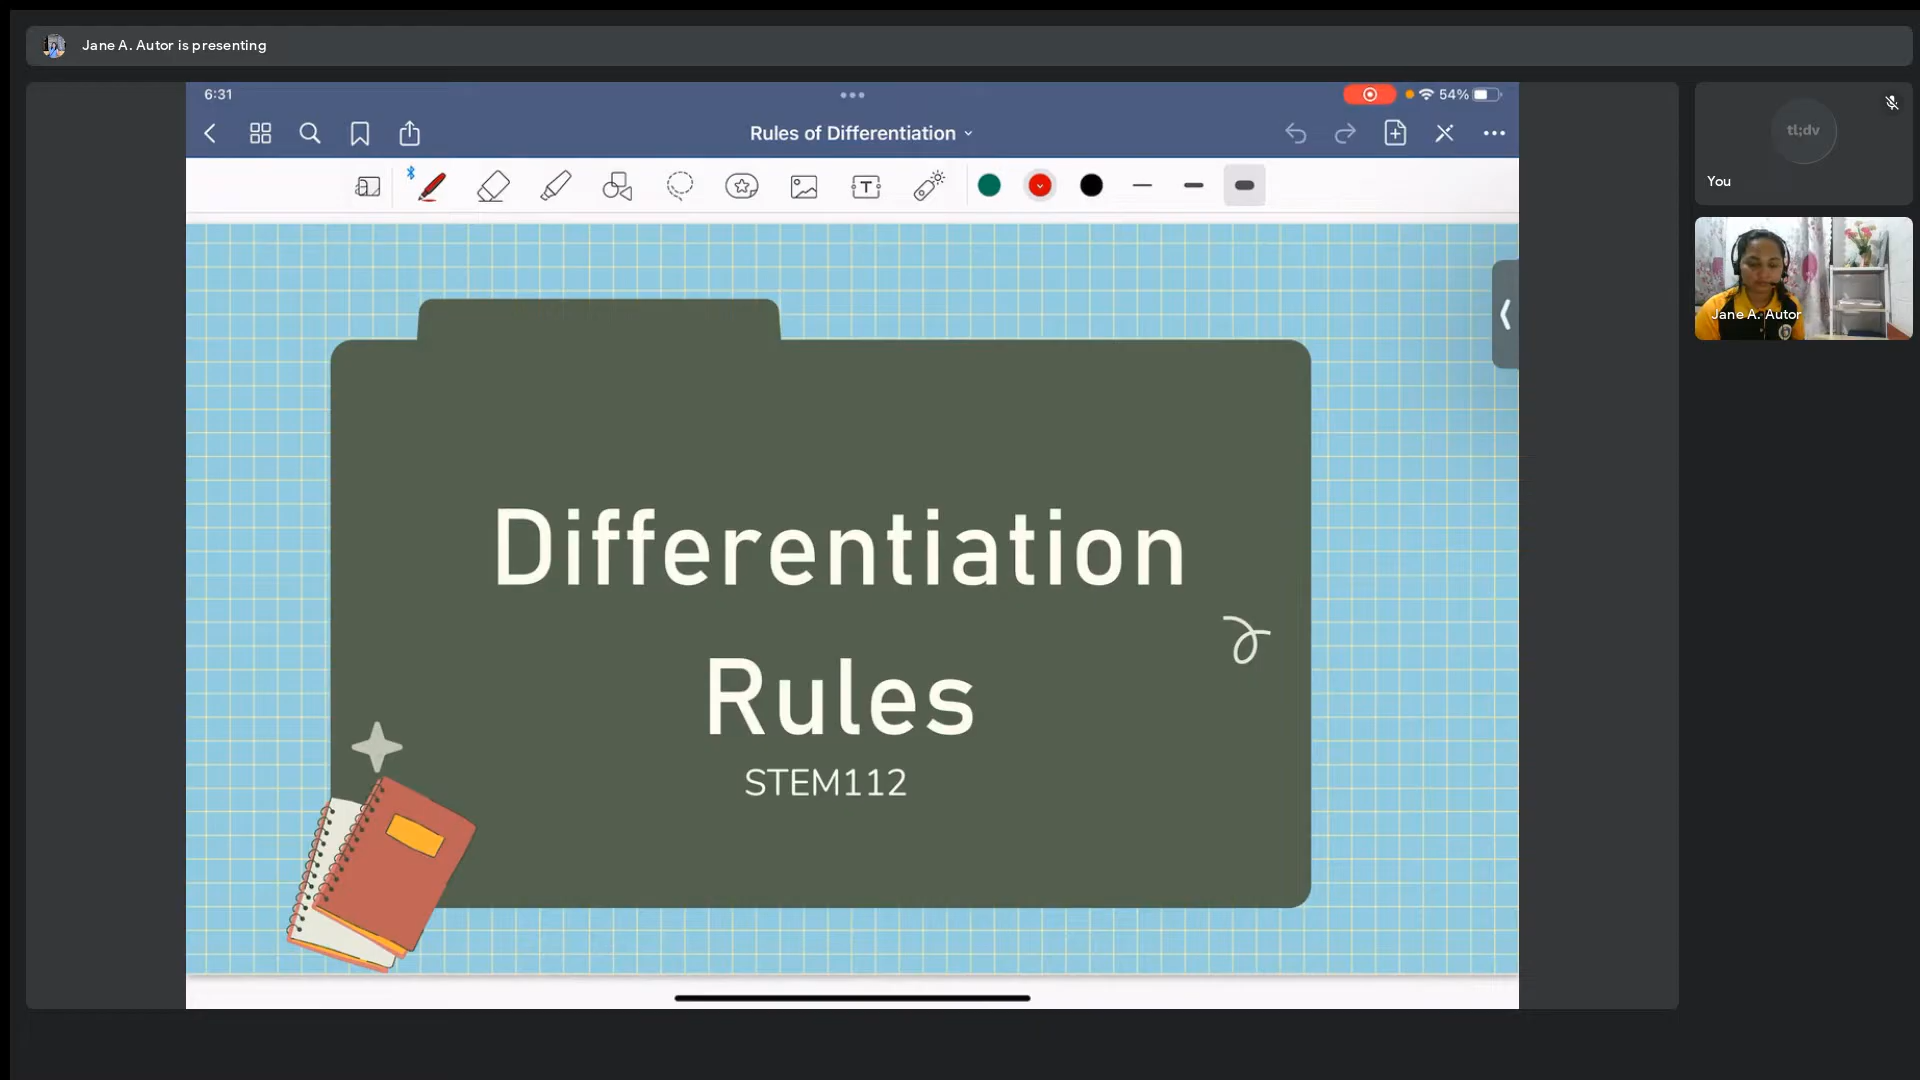 Jane A. Autor is presenting
6:31
54%
Rules of Differentiation
T
tl;dv
You
Jane A. Autor
Differentiation
Rules
STEM112